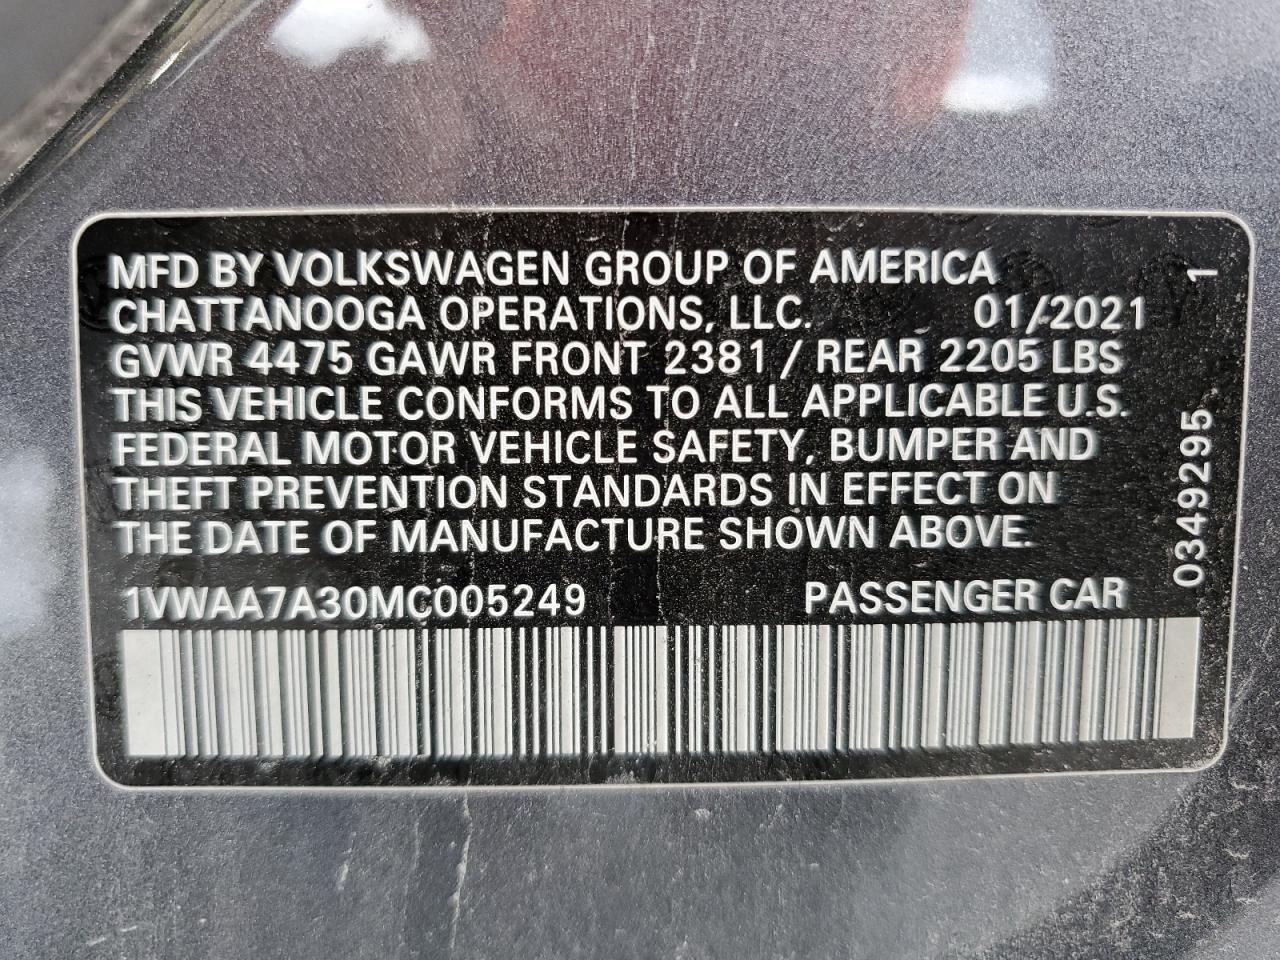 MFD BY VOLKSWAGEN GROUP OF AMERICA
CHATTANOOGA OPERATIONS, LLC. 01/2021
GVWR 4475 GAWR FRONT 2381 / REAR 2205 LBS
THIS VEHICLE CONFORMS TO ALL APPLICABLE U.S.
FEDERAL MOTOR VEHICLE SAFETY, BUMPER AND
THEFT PREVENTION STANDARDS IN EFFECT ON
THE DATE OF MANUFACTURE SHOWN ABOVE.
1VWAA7A30MC005249 PASSENGER CAR
0349295 1